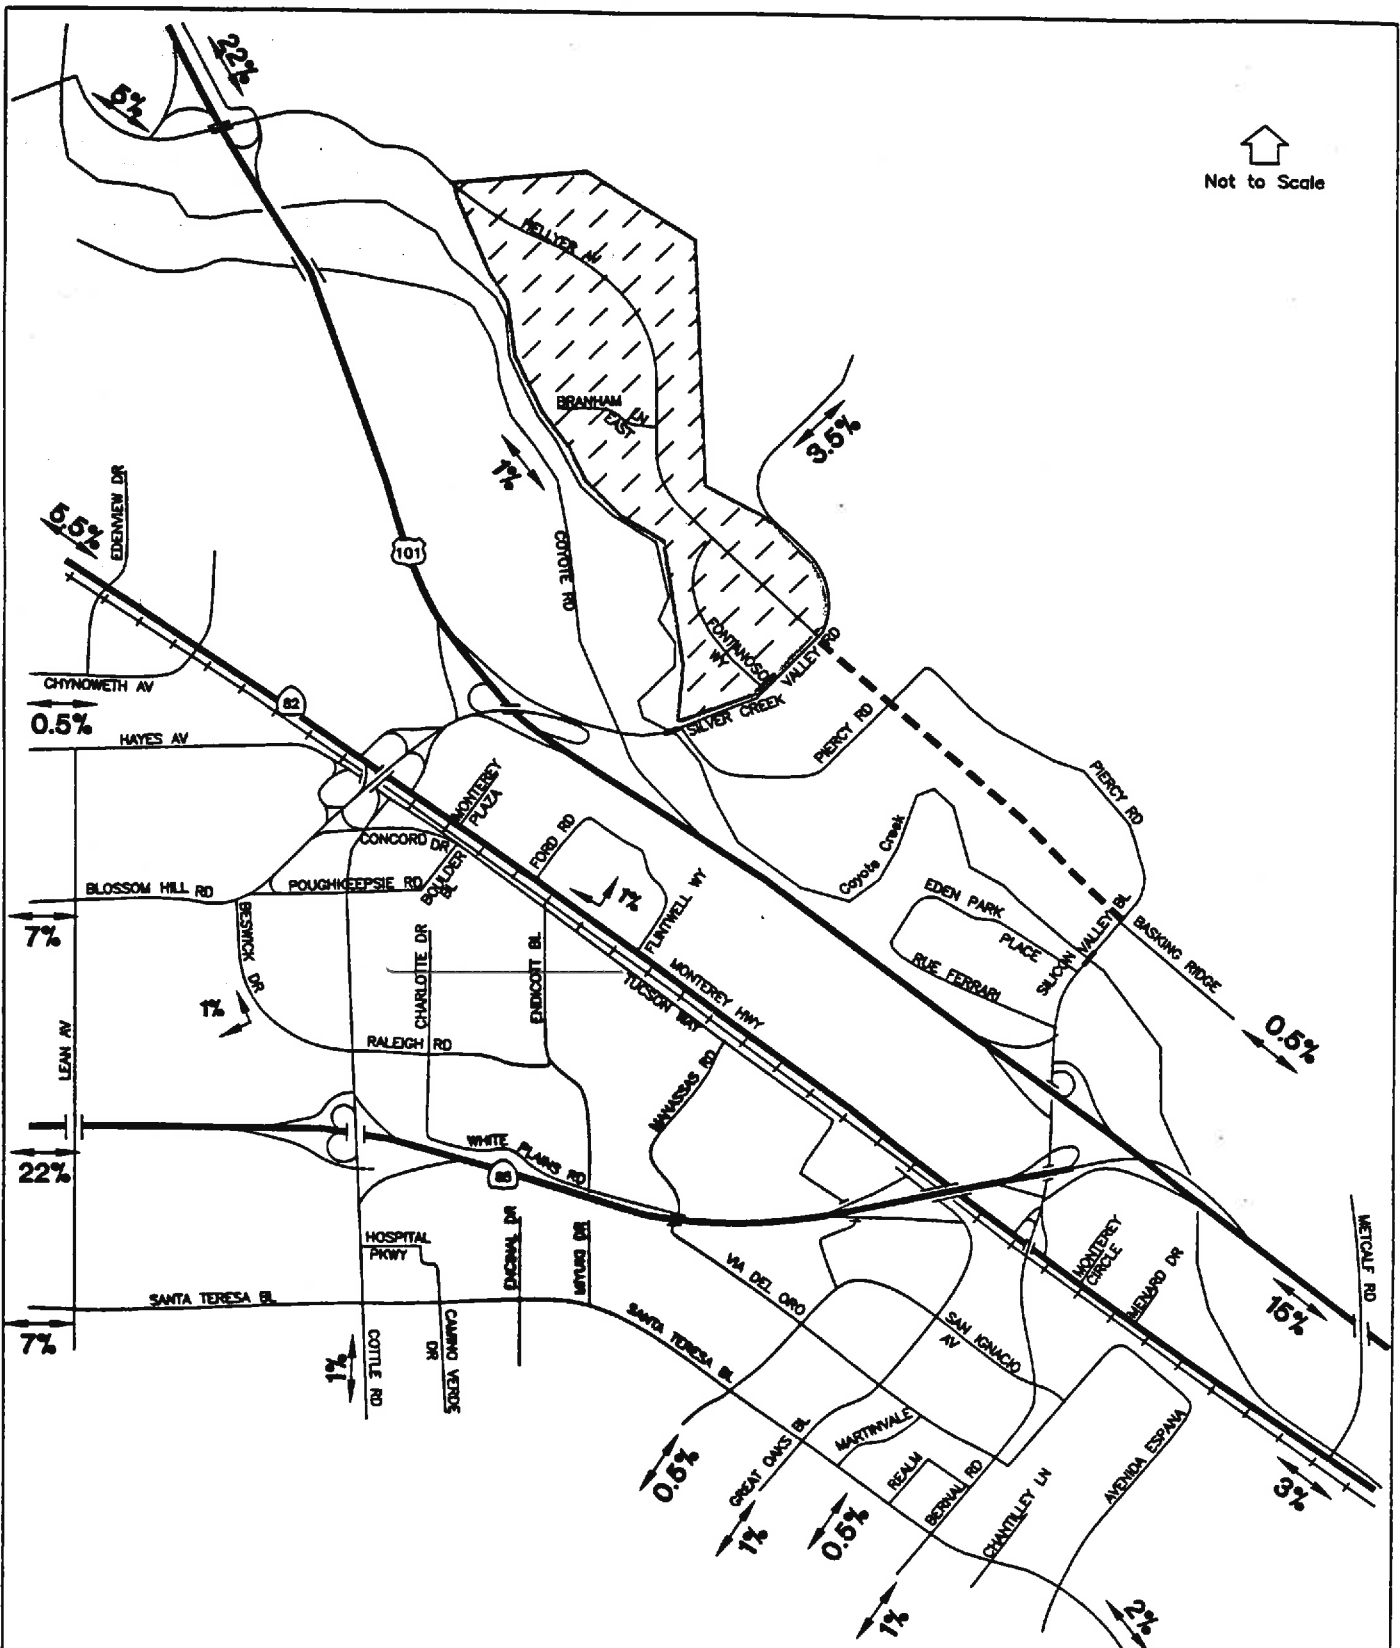 22%
5%
Not to Scale
HELLYER AV
BRANHAM
LN
EAST
3.5%
1%
EDENVIEW DR
5.5%
101
COYOTE RD
FONTANOSO
WY
SILVER CREEK VALLEY RD
CHYNOWETH AV
0.5%
82
HAYES AV
PIERCY RD
PIERCY RD
MONTEREY
PLAZA
CONCORD DR
FORD RD
Coyote Creek
BLOSSOM HILL RD
POUGHKEEPSIE RD
BOULDER
BL
1%
FLINTWELL WY
EDEN PARK
PLACE
SILICON VALLEY BL
BASKING RIDGE
7%
BESWICK DR
CHARLOTTE DR
ENDICOTT BL
RUE FERRARI
MONTEREY HWY
TUCSON WAY
1%
0.5%
LEAN AV
RALEIGH RD
MANASSAS RD
22%
WHITE PLAINS RD
85
HOSPITAL
PKWY
ENCINAL DR
MIYUKI DR
VIA DEL ORO
MONTEREY
CIRCLE
MENARD DR
METCALF RD
SANTA TERESA BL
SANTA TERESA BL
15%
7%
1%
COTTLE RD
CAMINO VERDE
DR
SAN IGNACIO
AV
0.5%
GREAT OAKS BL
MARTINVALE
REALM
BERNAL RD
CHANTILLEY LN
AVENIDA ESPANA
3%
1%
0.5%
1%
2%